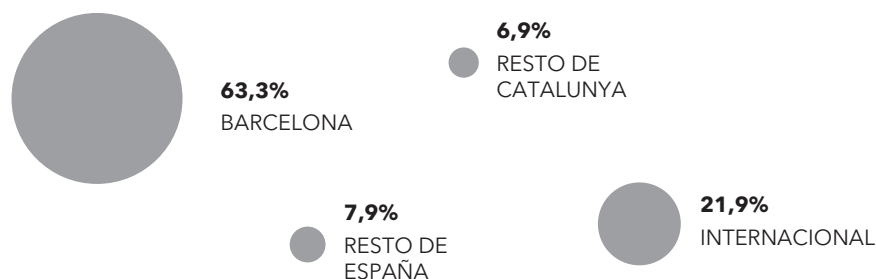 63,3%
BARCELONA
6,9%
RESTO DE
CATALUNYA
7,9%
RESTO DE
ESPAÑA
21,9%
INTERNACIONAL